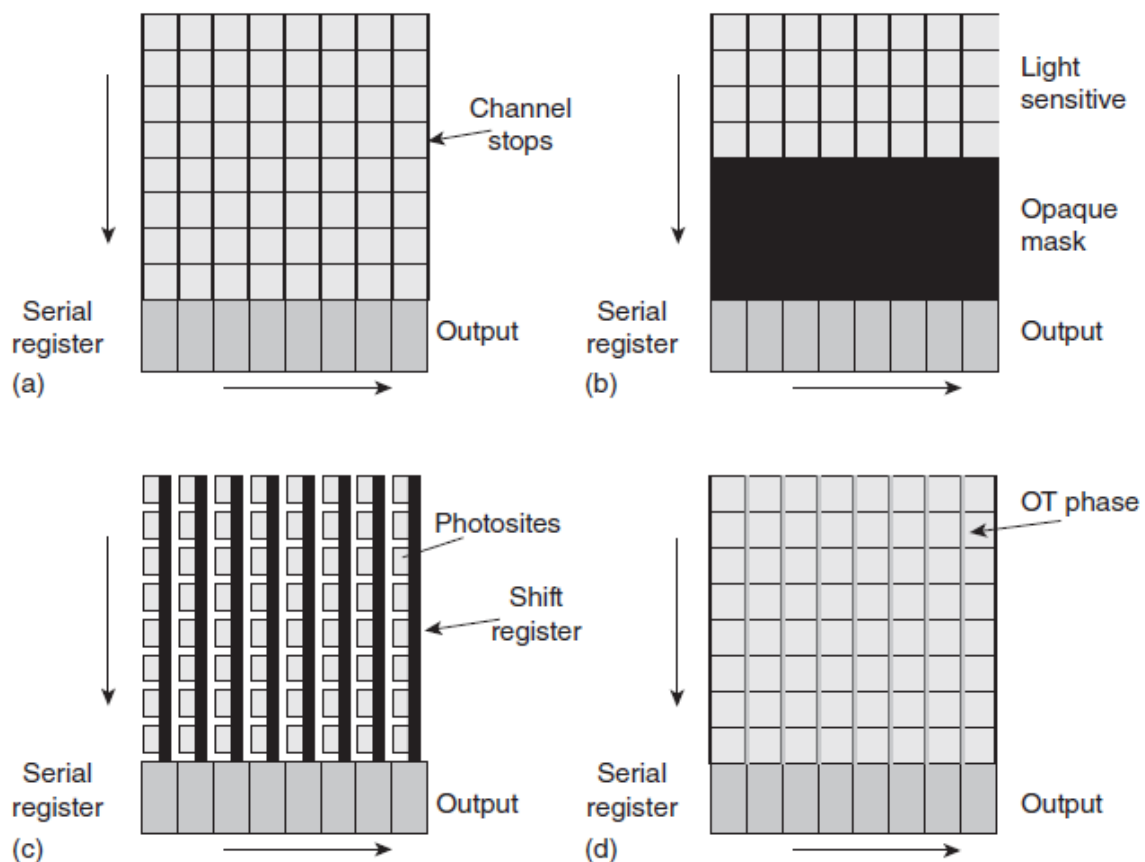 Channel
stops
Serial
register
Output
(a)
Light
sensitive
Opaque
mask
Serial
register
Output
(b)
Photosites
Shift
register
Serial
register
Output
(c)
OT phase
Serial
register
Output
(d)